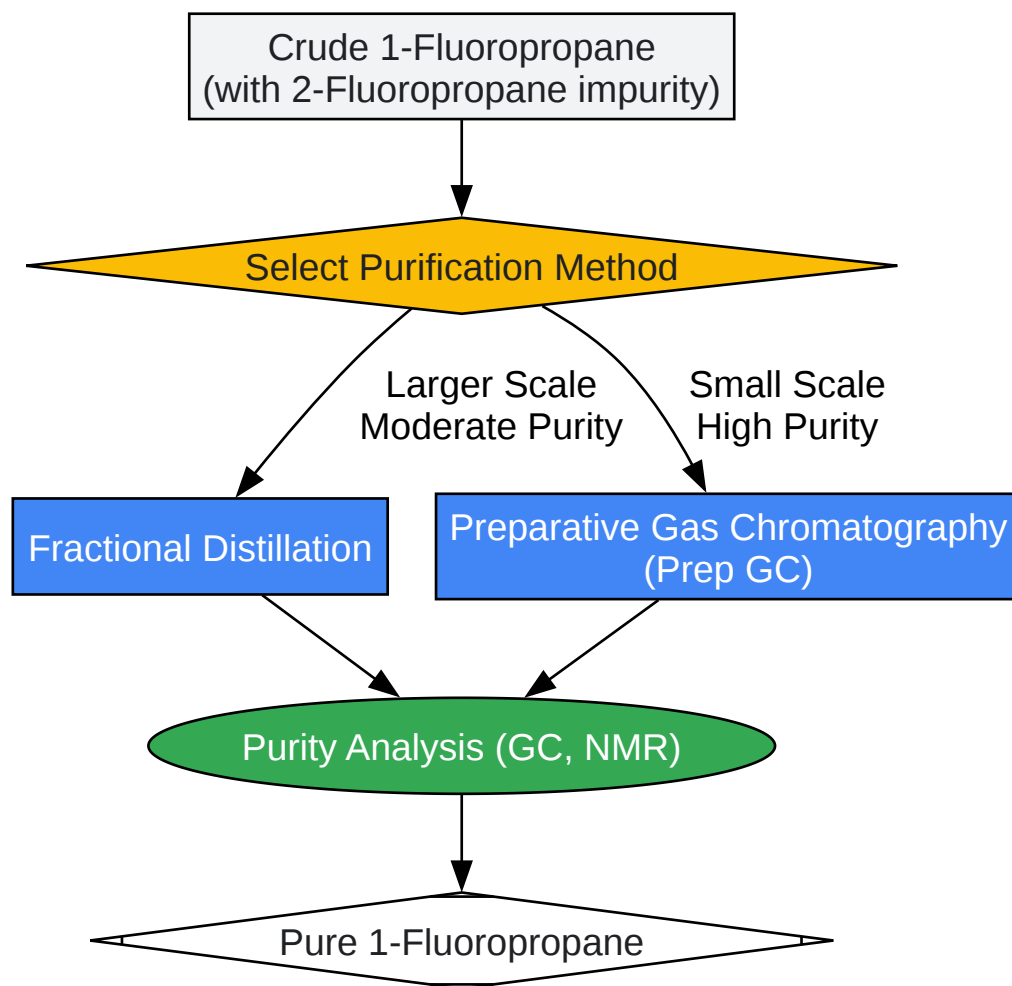 Crude 1-Fluoropropane
(with 2-Fluoropropane impurity)
Select Purification Method
Larger Scale
Moderate Purity
Small Scale
High Purity
Fractional Distillation
Preparative Gas Chromatography
(Prep GC)
Purity Analysis (GC, NMR)
Pure 1-Fluoropropane